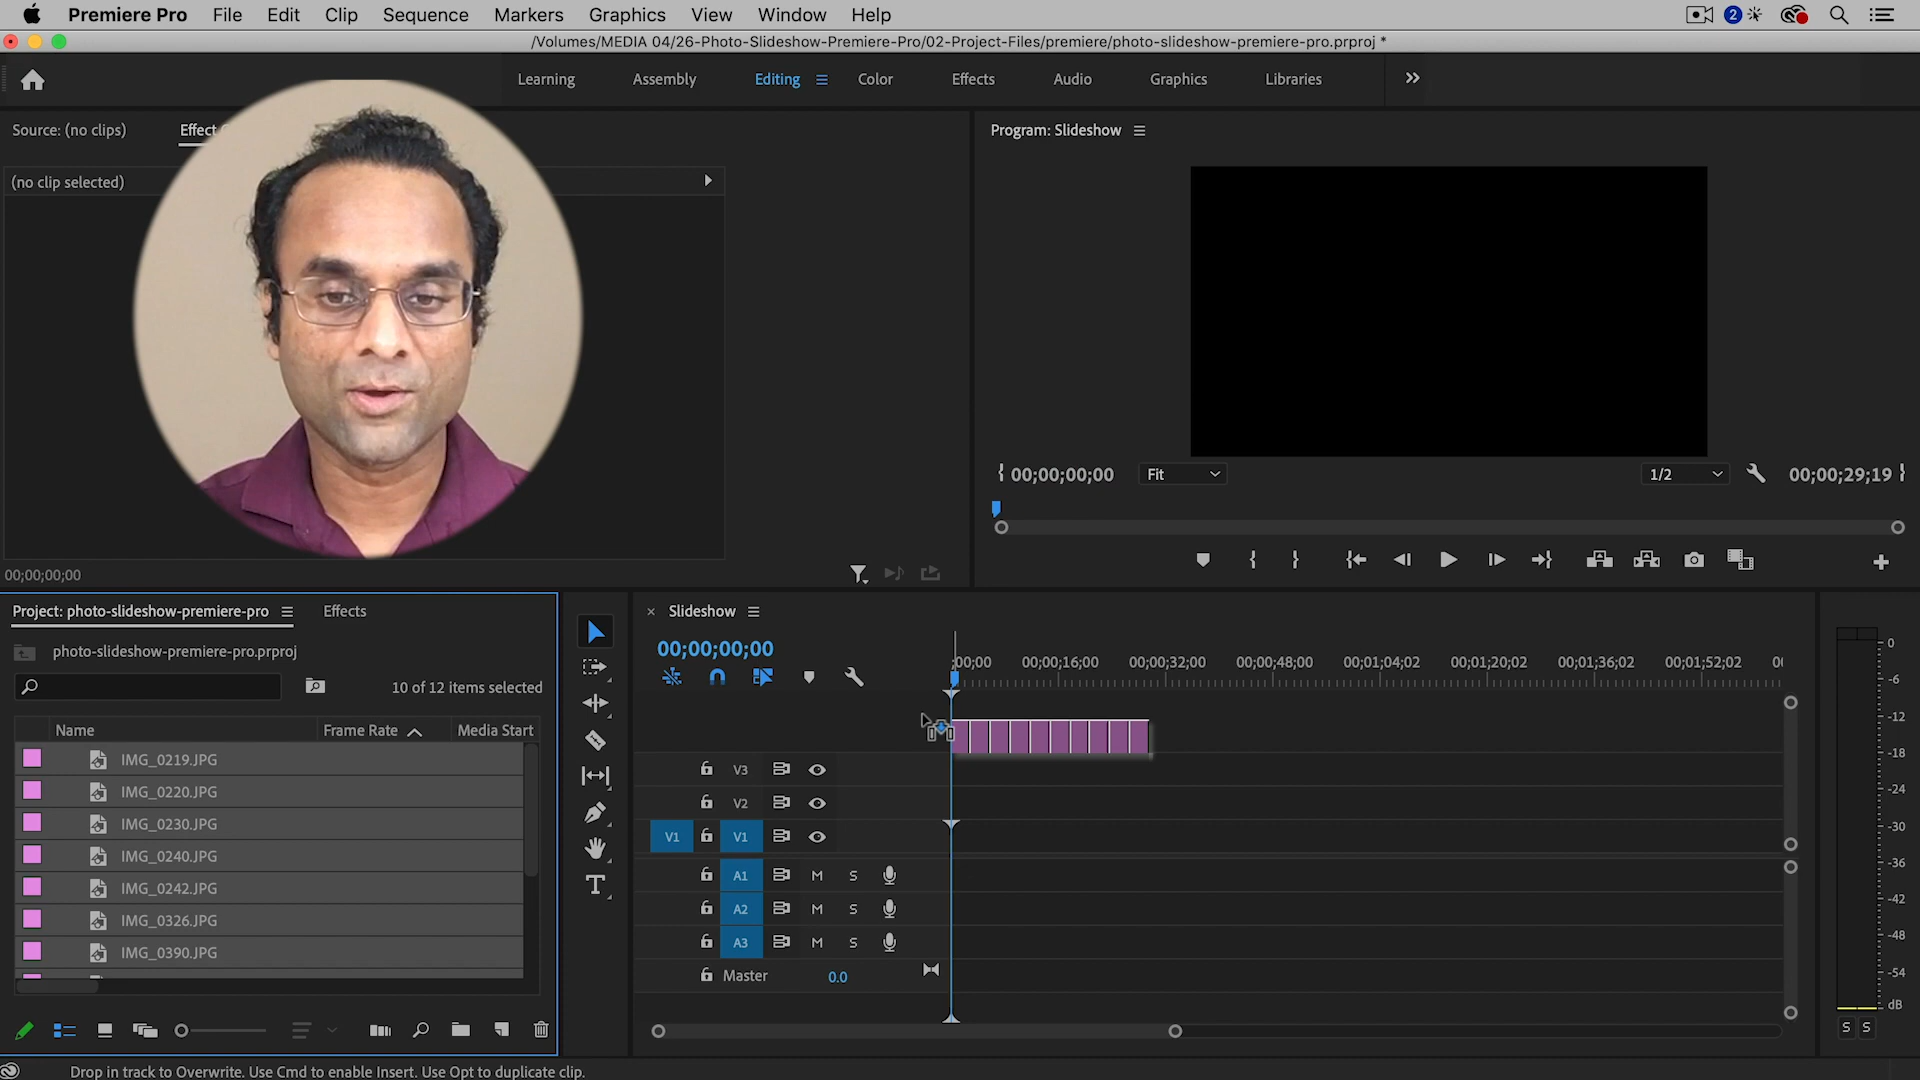 Premiere Pro File Edit Clip Sequence Markers Graphics View Window Help 2
/Volumes/MEDIA 04/26-Photo-Slideshow-Premiere-Pro/02-Project-Files/premiere/photo-slideshow-premiere-pro.prproj *
Learning Assembly Editing Color Effects Audio Graphics Libraries
Source: (no clips) Effect
Program: Slideshow
(no clip selected)
00;00;00;00 Fit 1/2 00;00;29;19
00;00;00;00
Project: photo-slideshow-premiere-pro Effects
× Slideshow
photo-slideshow-premiere-pro.prproj
00;00;00;00
10 of 12 items selected
;00;00 00;00;16;00 00;00;32;00 00;00;48;00 00;01;04;02 00;01;20;02 00;01;36;02 00;01;52;02 0
Name Frame Rate Media Start
IMG_0219.JPG
IMG_0220.JPG
IMG_0230.JPG
IMG_0240.JPG
IMG_0242.JPG
IMG_0326.JPG
IMG_0390.JPG
V3
V2
V1 V1
A1 M S
A2 M S
A3 M S
Master 0.0
0
-6
-12
-18
-24
-30
-36
-42
-48
-54
dB
S S
Drop in track to Overwrite. Use Cmd to enable Insert. Use Opt to duplicate clip.